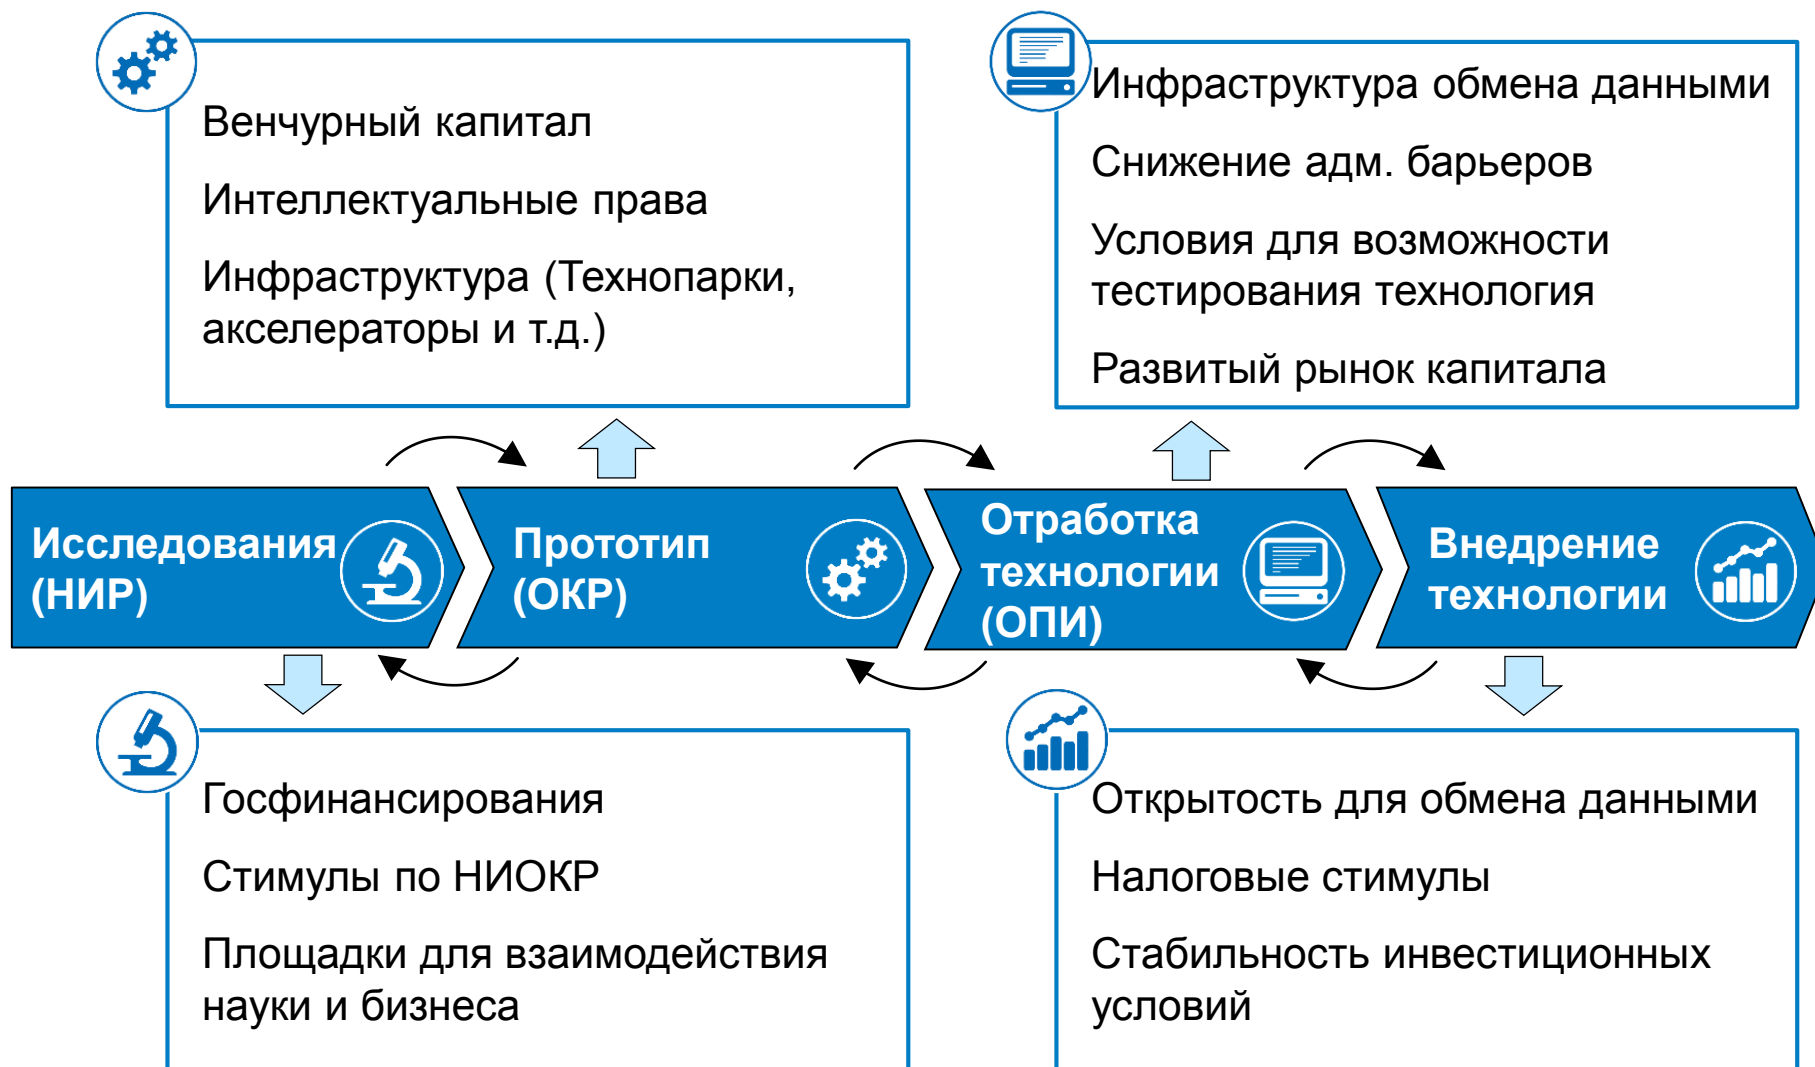 Венчурный капитал
Интеллектуальные права
Инфраструктура (Технопарки,
акселераторы и т.д.)
Инфраструктура обмена данными
Снижение адм. барьеров
Условия для возможности
тестирования технология
Развитый рынок капитала
Исследования
(НИР)
Прототип
(ОКР)
Отработка
технологии
(ОПИ)
Внедрение
технологии
Госфинансирования
Стимулы по НИОКР
Площадки для взаимодействия
науки и бизнеса
Открытость для обмена данными
Налоговые стимулы
Стабильность инвестиционных
условий